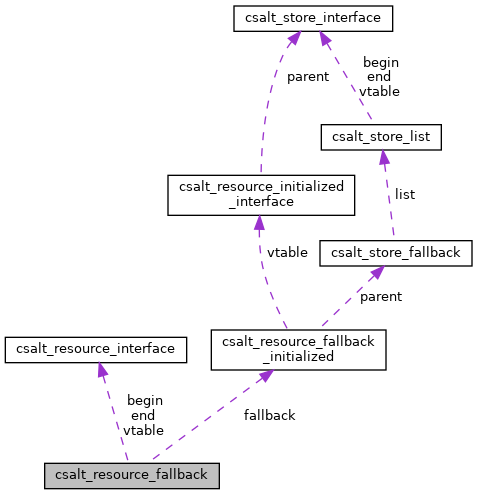 csalt_store_interface
parent
begin
end
vtable
csalt_store_list
csalt_resource_initialized
_interface
list
vtable
csalt_store_fallback
parent
csalt_resource_fallback
_initialized
csalt_resource_interface
begin
end
vtable
fallback
csalt_resource_fallback